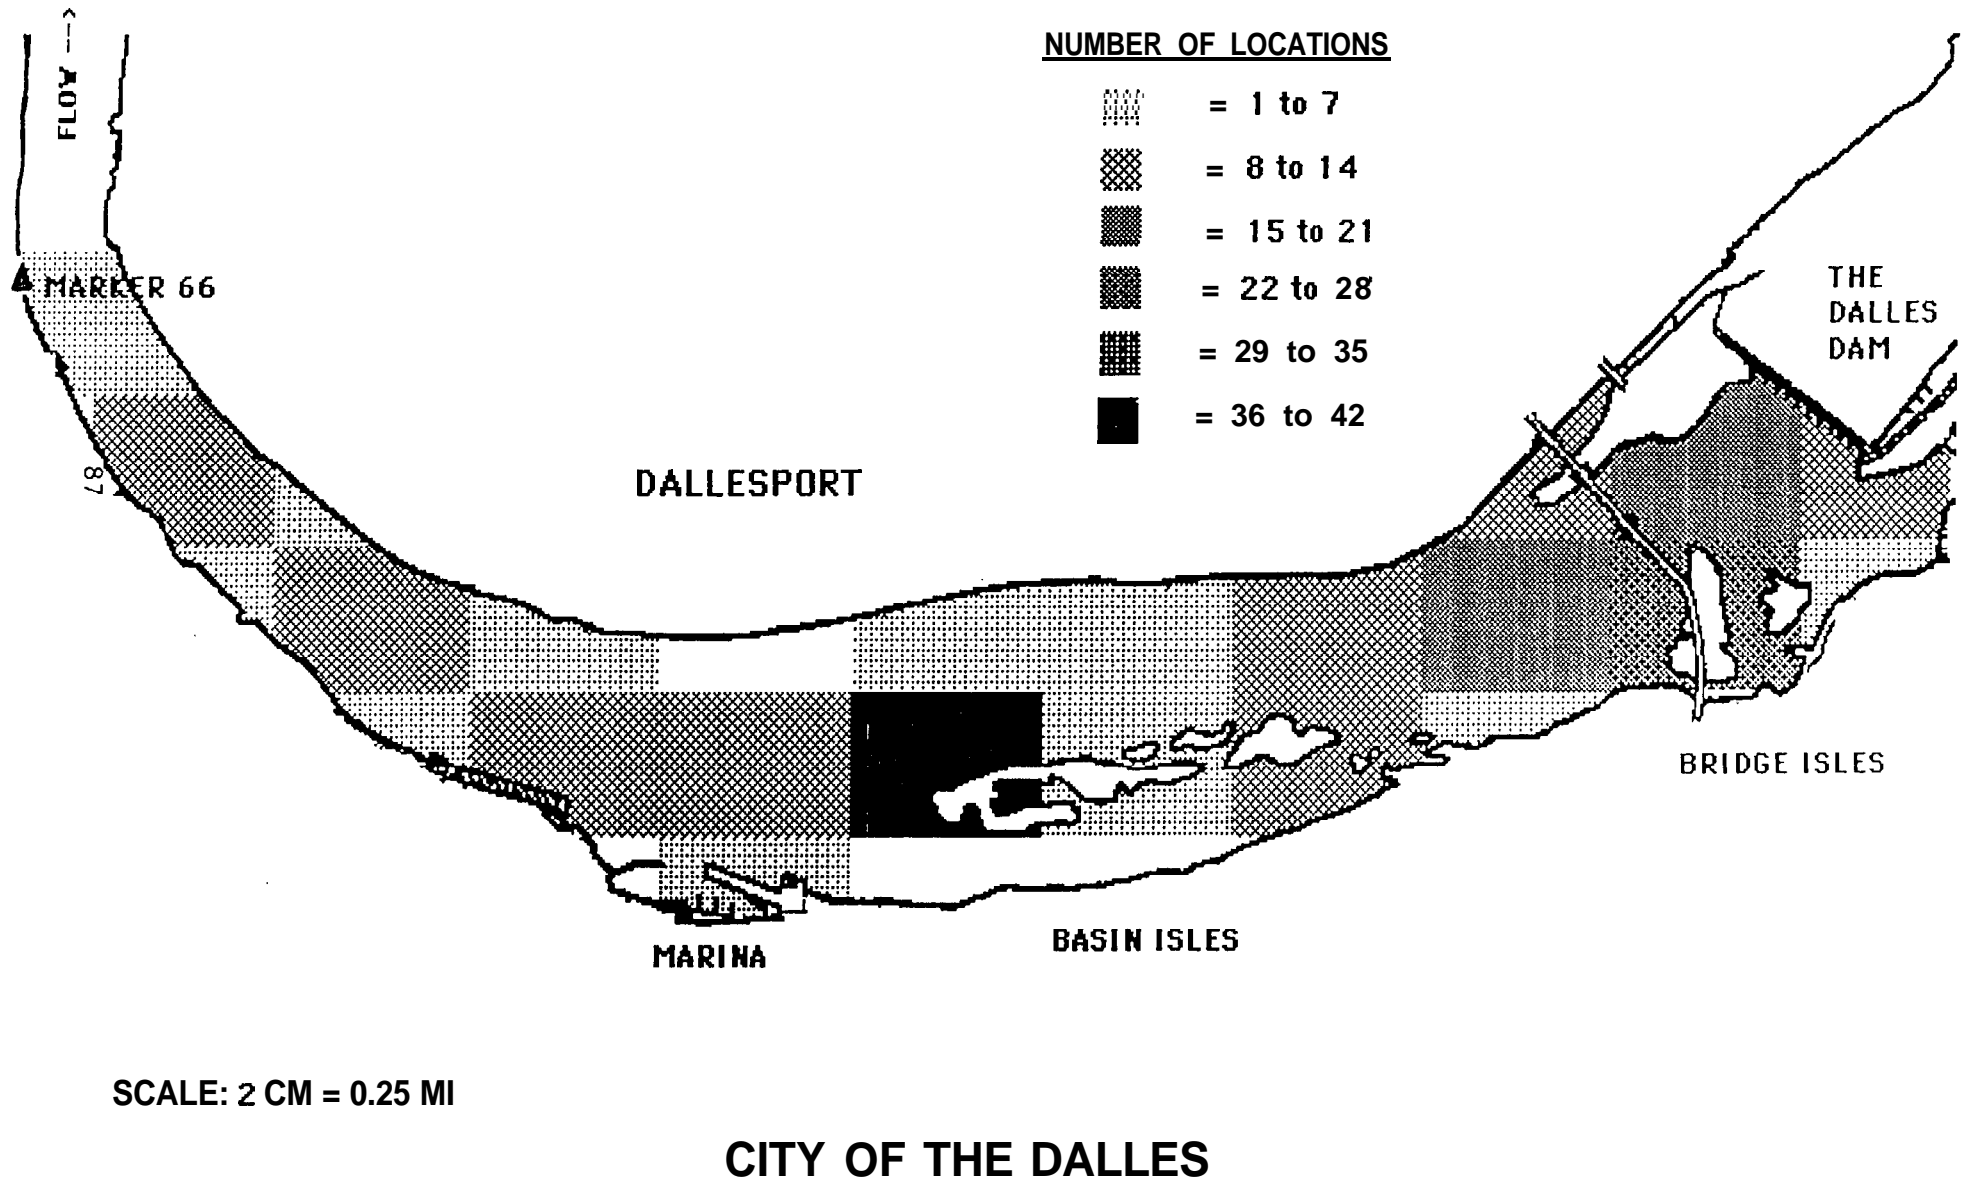 FLOW
NUMBER OF LOCATIONS
= 1 to 7
= 8 to 14
= 15 to 21
= 22 to 28
= 29 to 35
= 36 to 42
MARKER 66
THE
DALLES
DAM
87
DALLESPORT
BRIDGE ISLES
BASIN ISLES
MARINA
SCALE: 2 CM = 0.25 MI
CITY OF THE DALLES